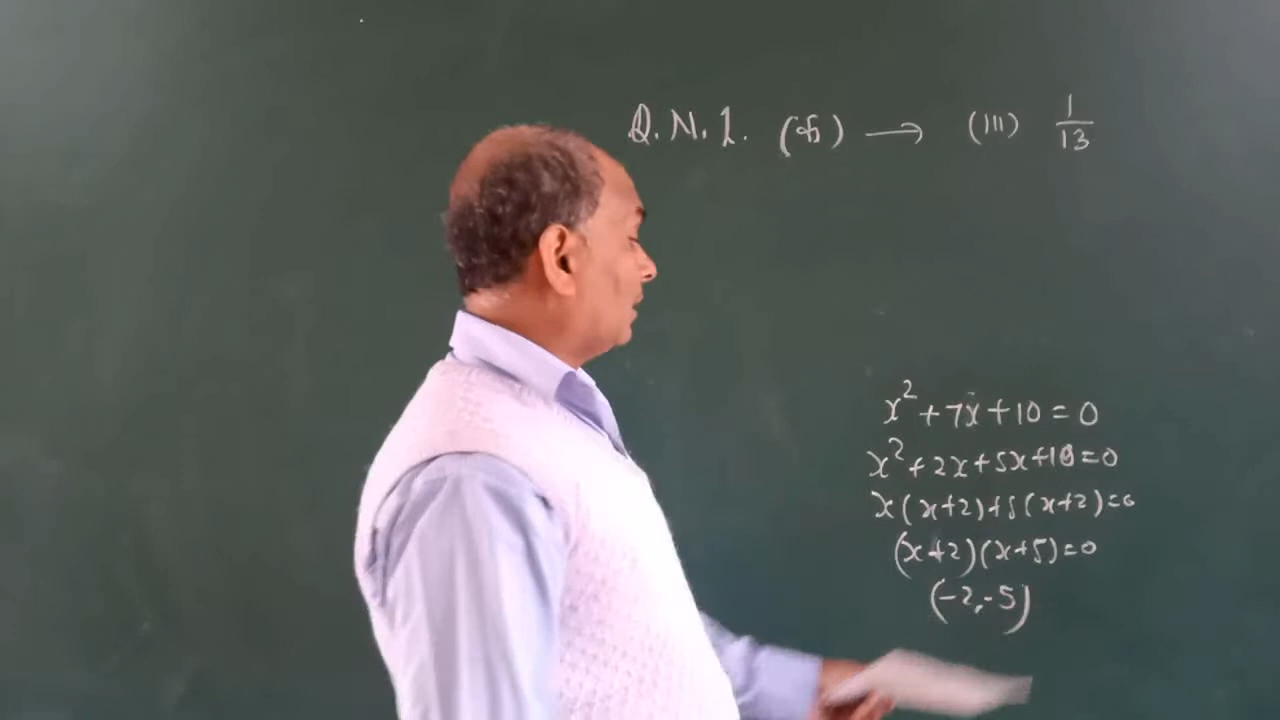 Q.N.1. (क) → (iii) 1/13
x²+7x+10=0
x²+2x+5x+10=0
x(x+2)+5(x+2)=0
(x+2)(x+5)=0
(-2,-5)